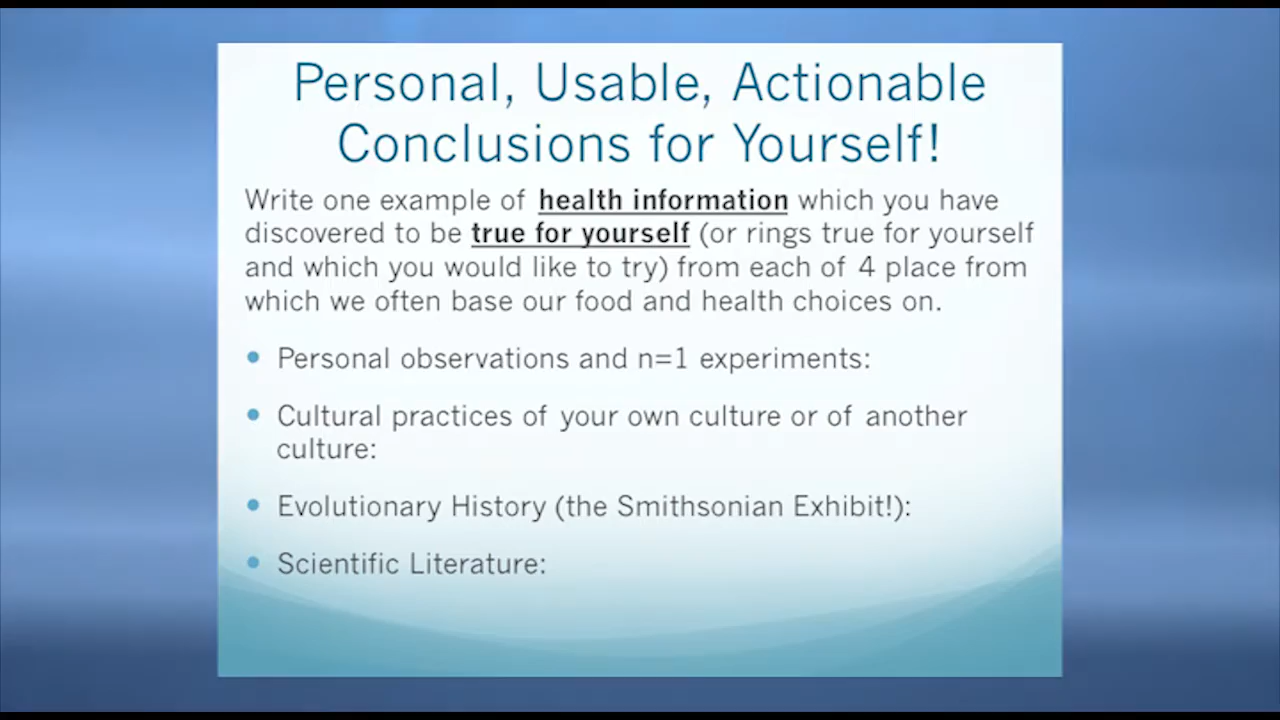 Personal, Usable, Actionable
Conclusions for Yourself!
Write one example of health information which you have
discovered to be true for yourself (or rings true for yourself
and which you would like to try) from each of 4 place from
which we often base our food and health choices on.
• Personal observations and n=1 experiments:
• Cultural practices of your own culture or of another
culture:
• Evolutionary History (the Smithsonian Exhibit!):
• Scientific Literature: